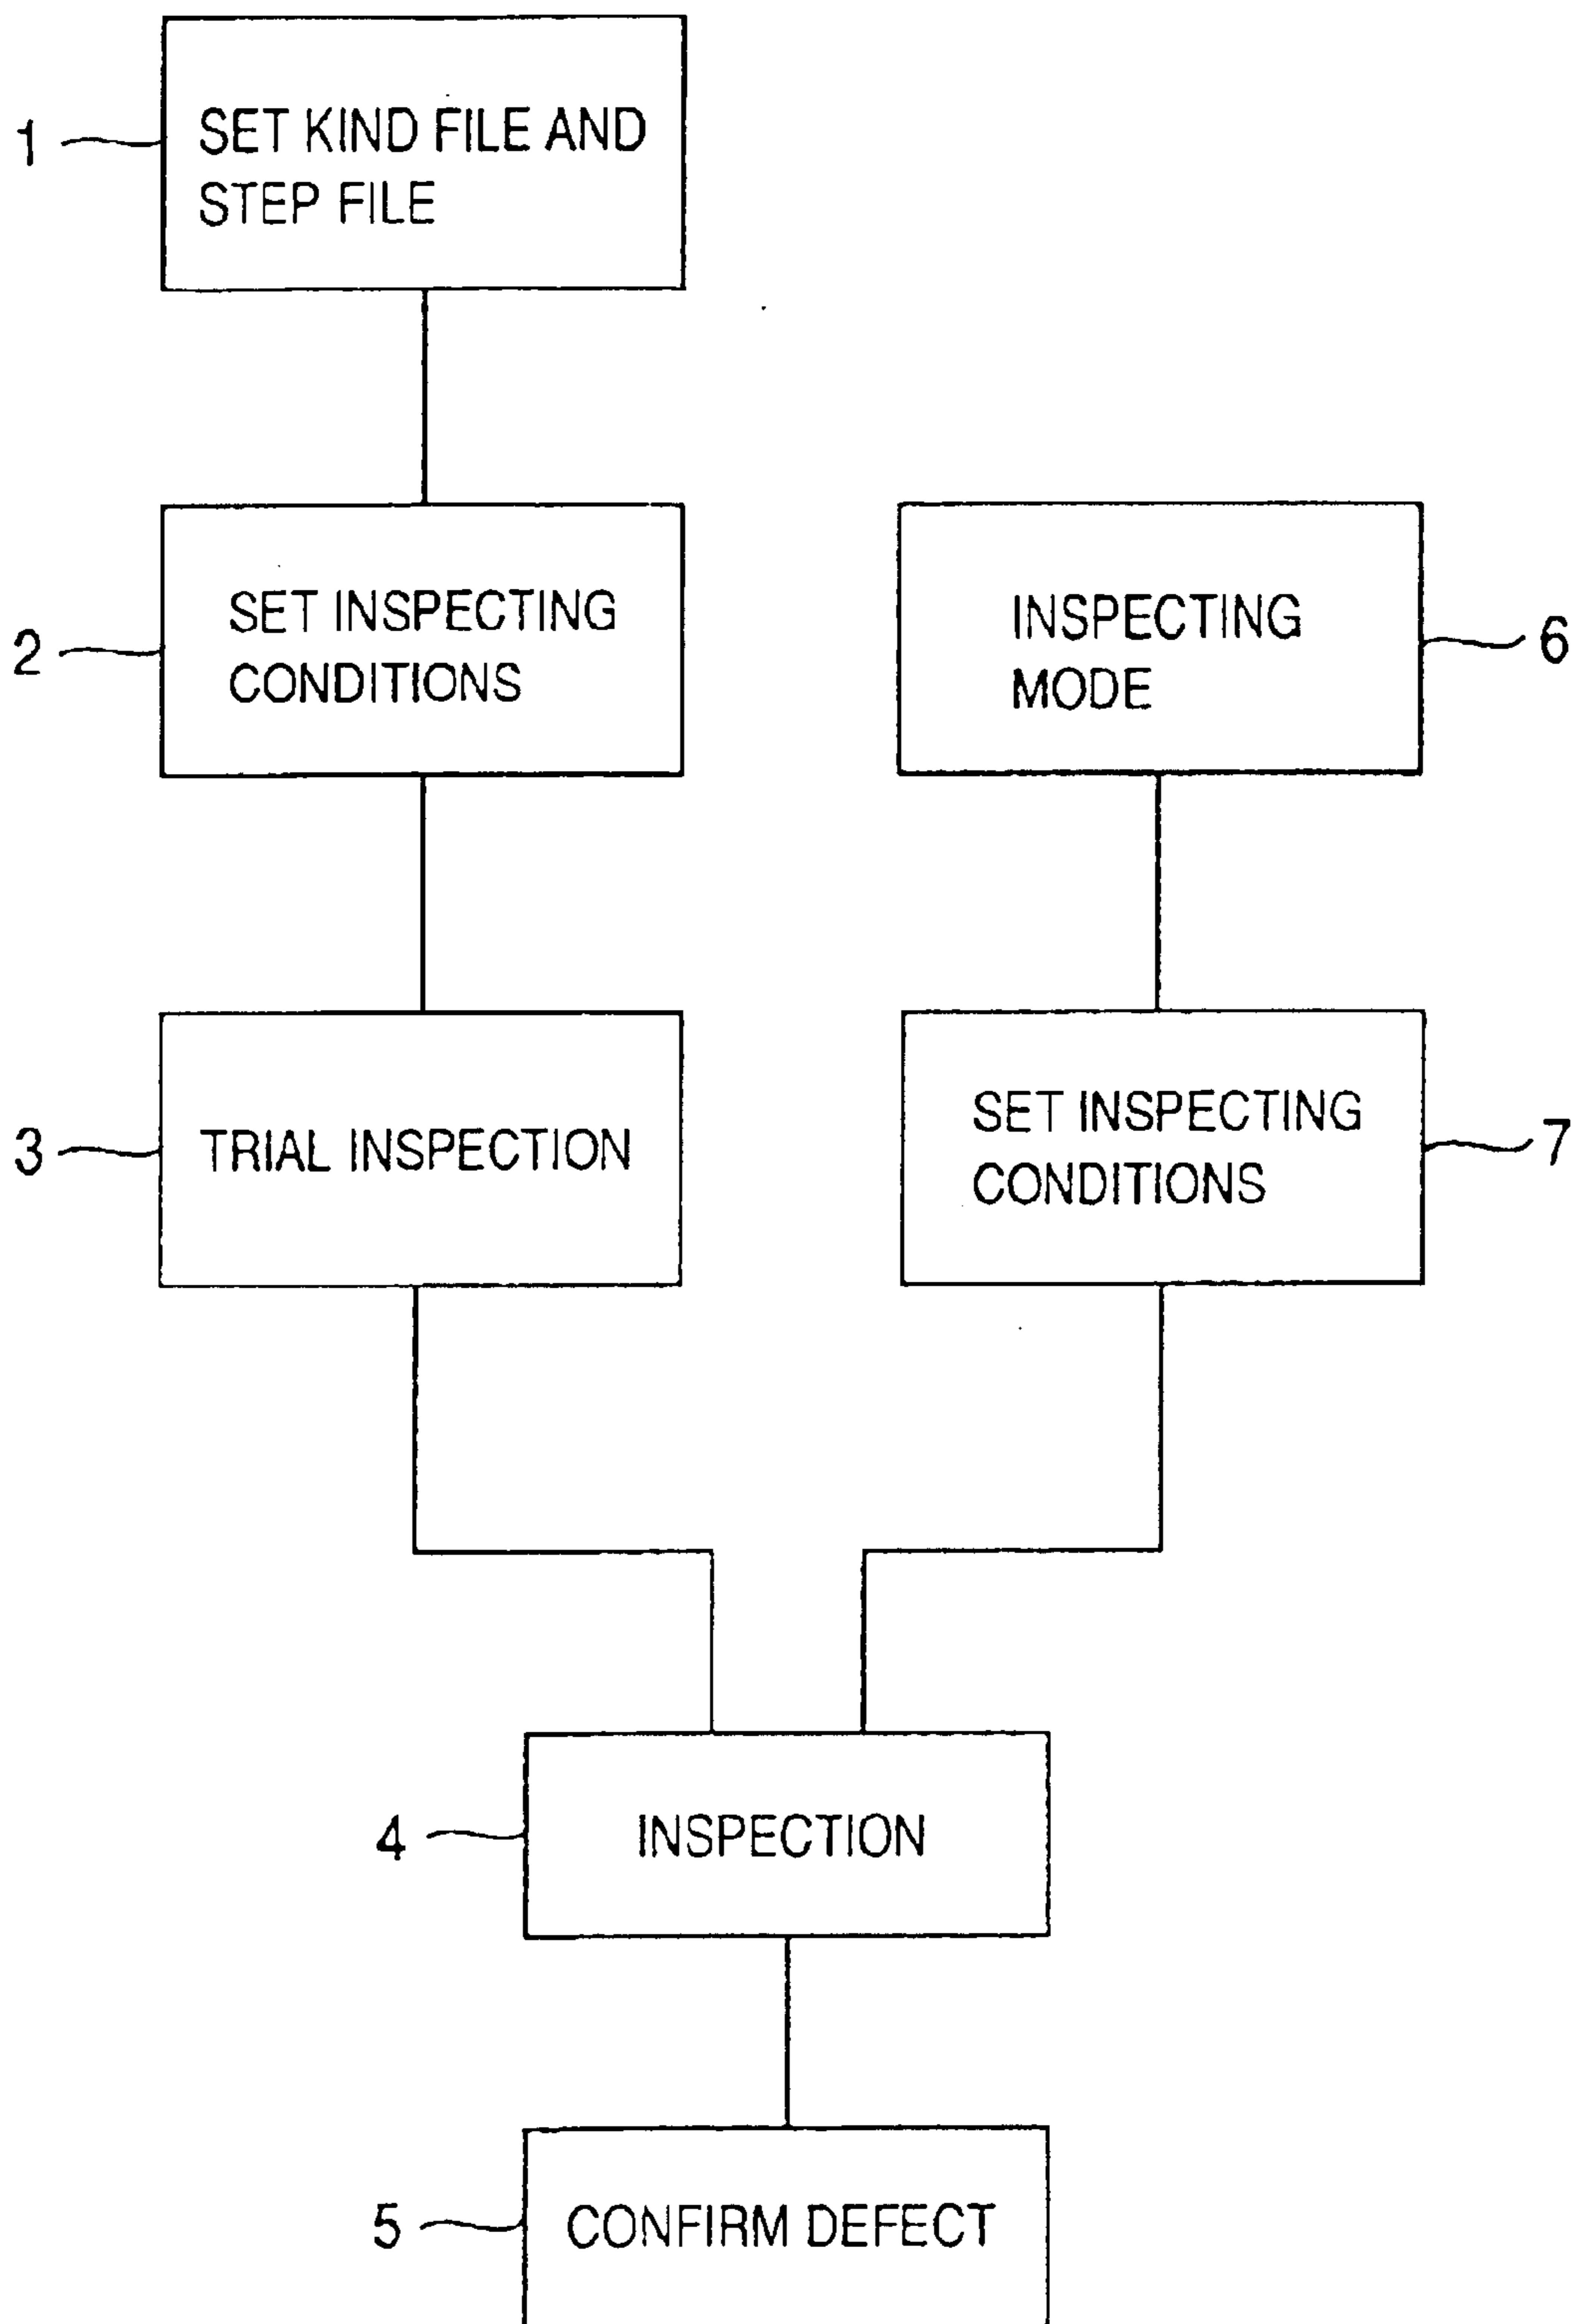 1
SET KIND FILE AND
STEP FILE
2
SET INSPECTING
CONDITIONS
INSPECTING
MODE
6
3
TRIAL INSPECTION
SET INSPECTING
CONDITIONS
7
4
INSPECTION
5
CONFIRM DEFECT